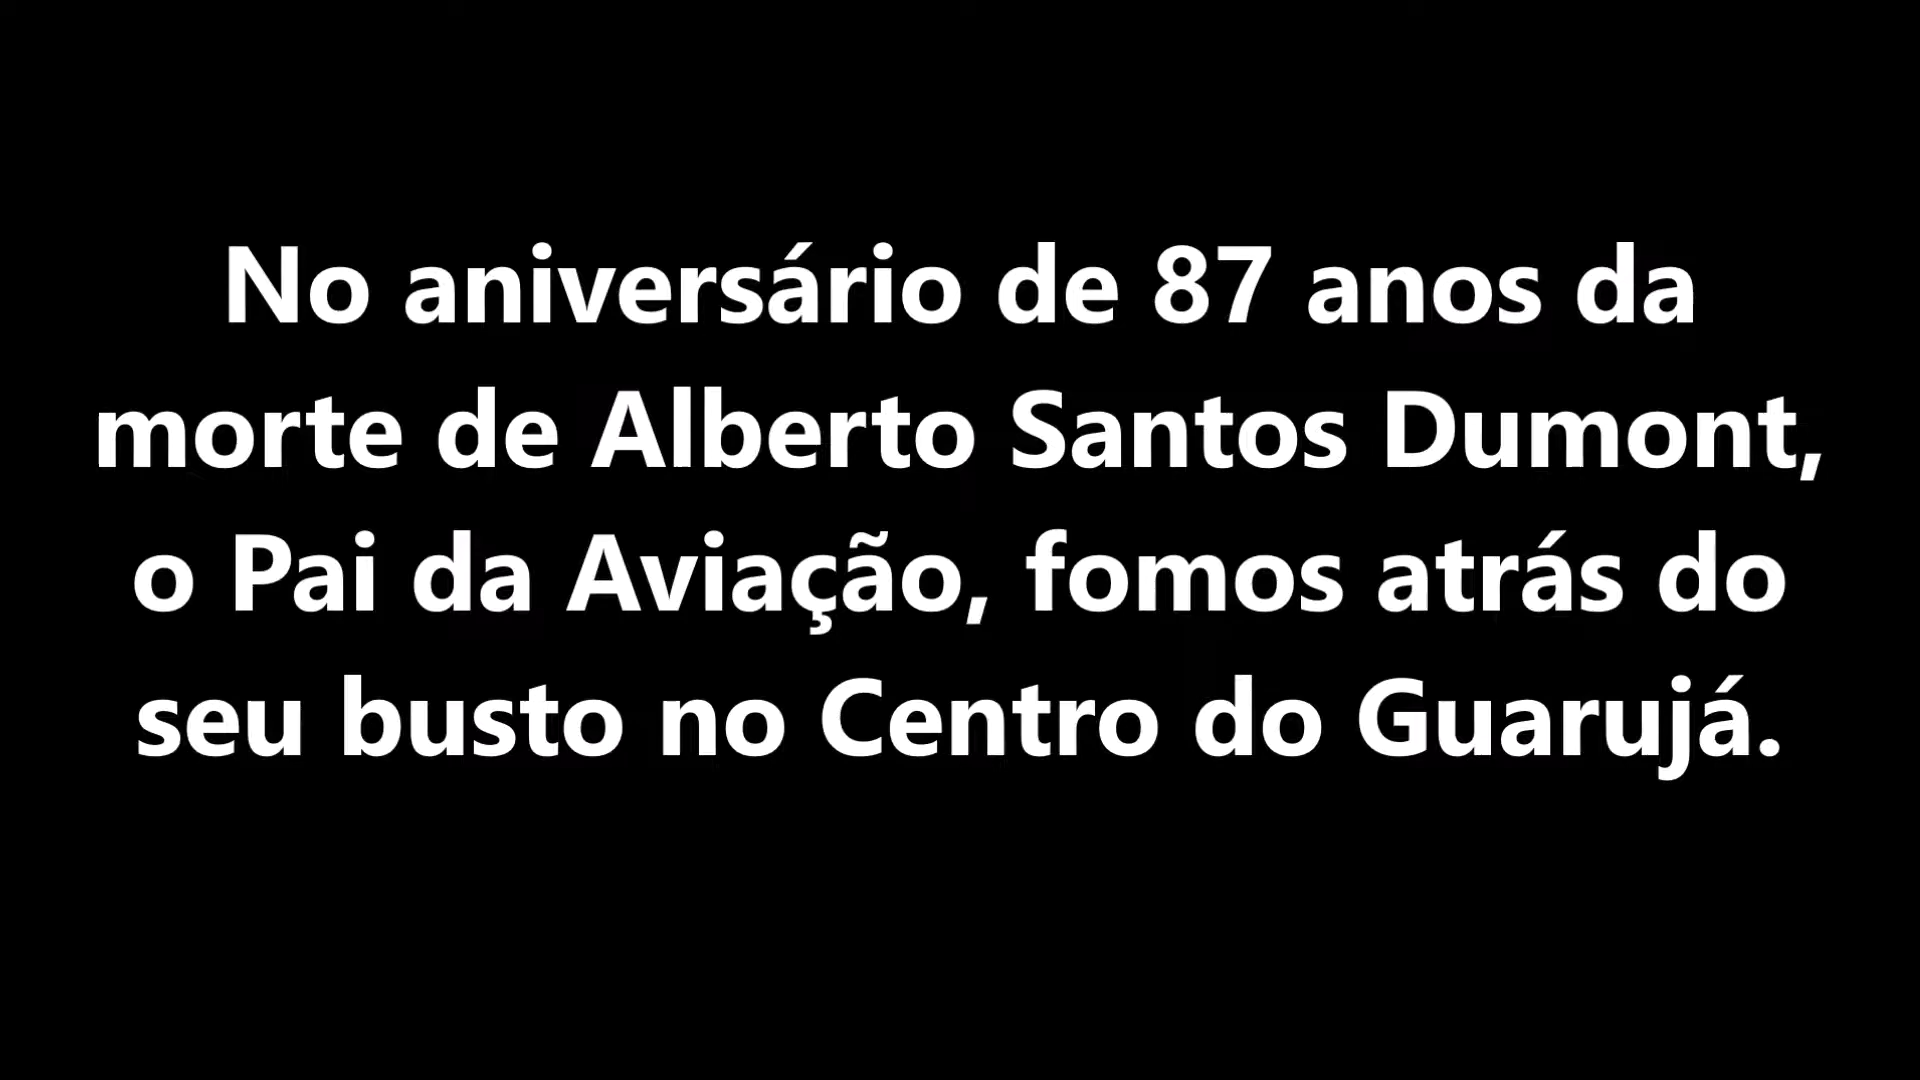 No aniversário de 87 anos da
morte de Alberto Santos Dumont,
o Pai da Aviação, fomos atrás do
seu busto no Centro do Guarujá.